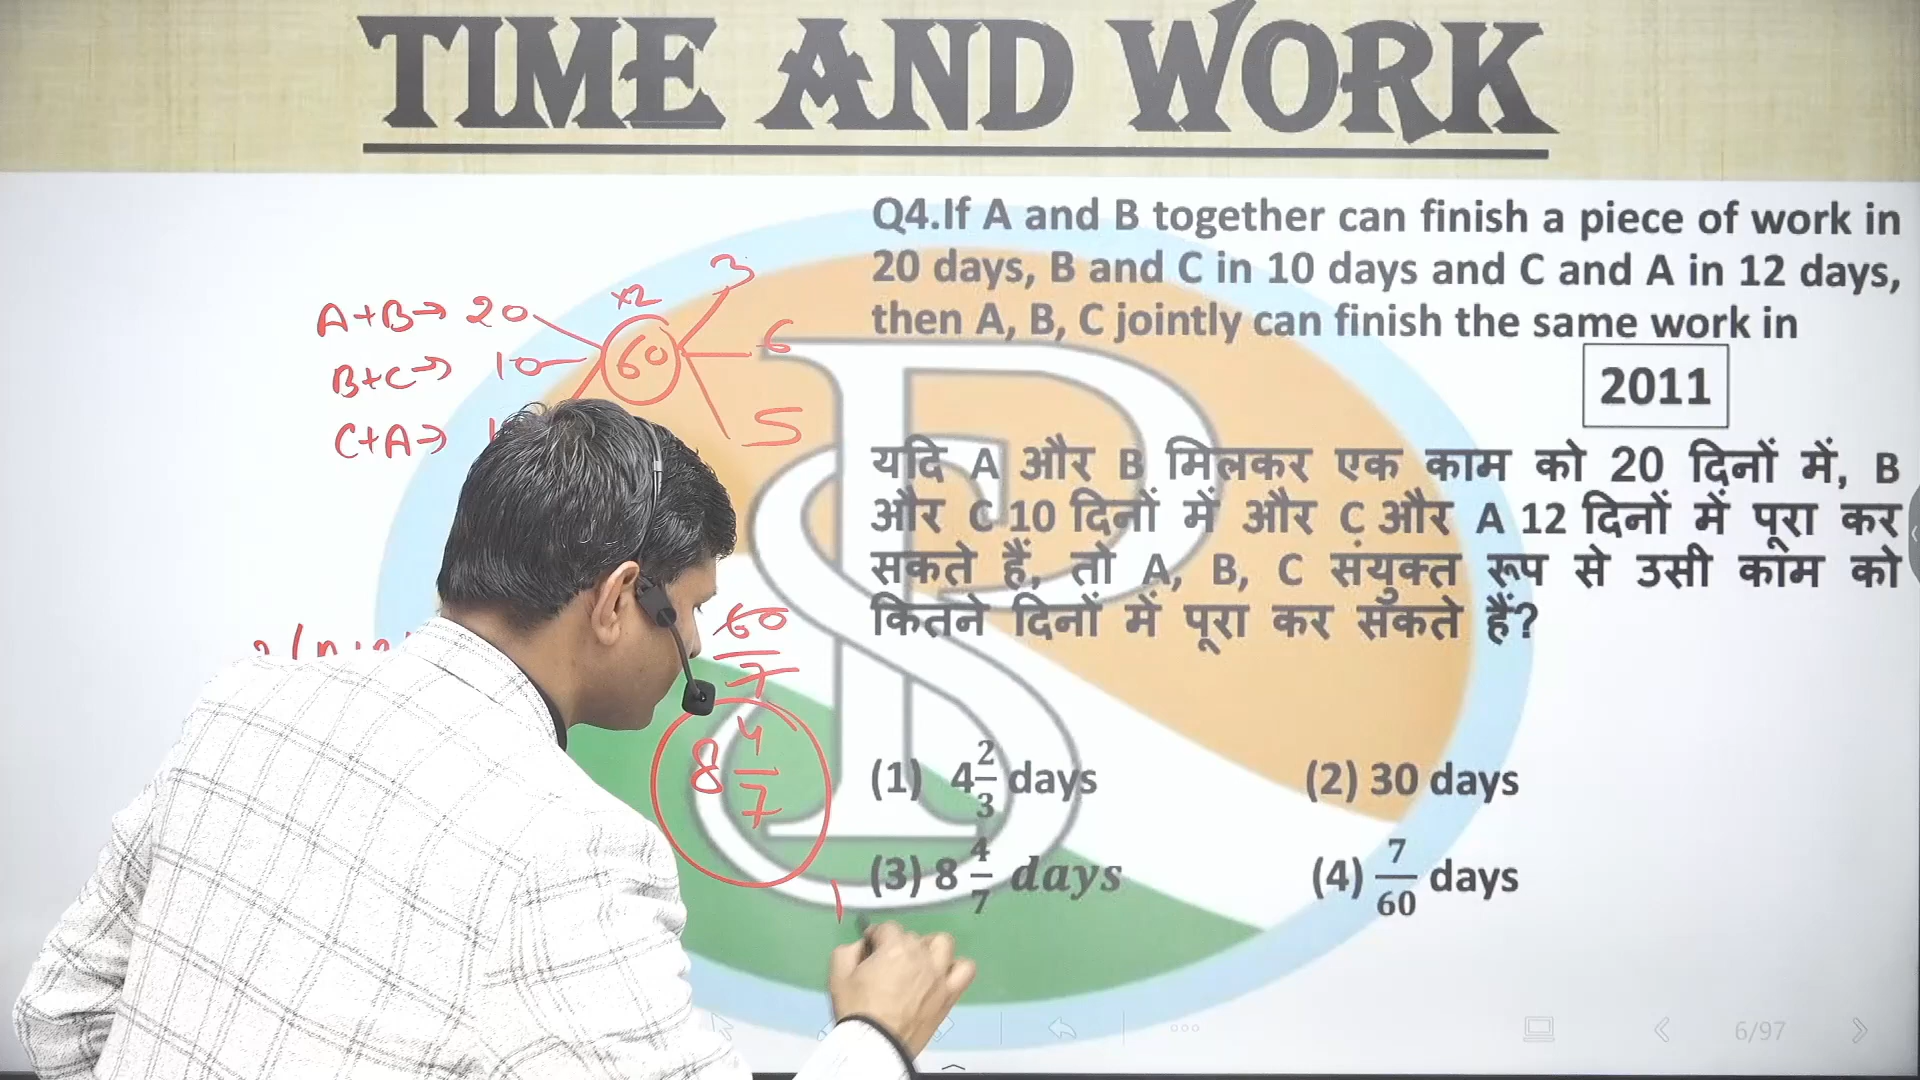 TIME AND WORK
Q4.If A and B together can finish a piece of work in
20 days, B and C in 10 days and C and A in 12 days,
then A, B, C jointly can finish the same work in
2011
यदि A और B मिलकर एक काम को 20 दिनों में, B
और C 10 दिनों में और C और A 12 दिनों में पूरा कर
सकते हैं, तो A, B, C संयुक्त रूप से उसी काम को
कितने दिनों में पूरा कर सकते हैं?
(1) 4 2/3 days (2) 30 days
(3) 8 4/7 days (4) 7/60 days
A+B→ 20
B+C→ 10
C+A→ 1
×2
60
3
6
5
60/7
8 4/7
6/97